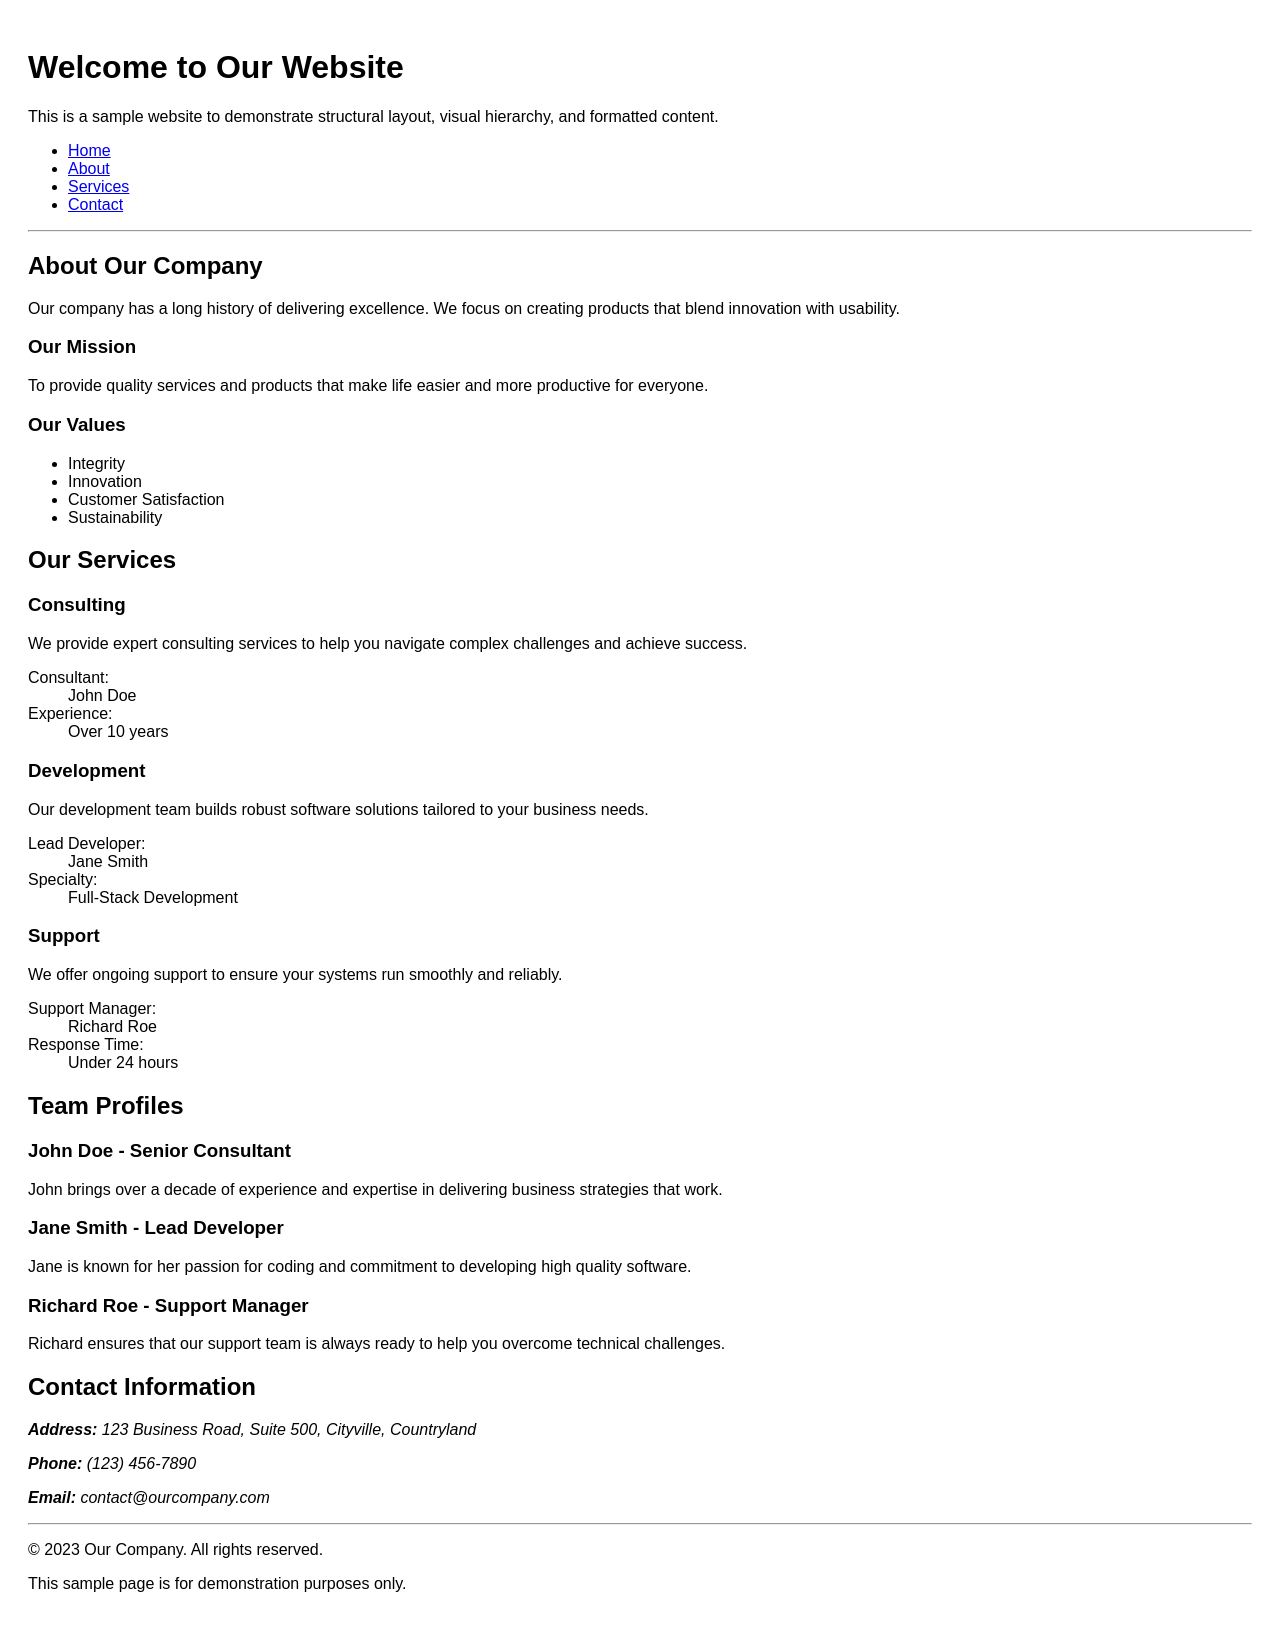 Welcome to Our Website
This is a sample website to demonstrate structural layout, visual hierarchy, and formatted content.
Home
About
Services
Contact
About Our Company
Our company has a long history of delivering excellence. We focus on creating products that blend innovation with usability.
Our Mission
To provide quality services and products that make life easier and more productive for everyone.
Our Values
Integrity
Innovation
Customer Satisfaction
Sustainability
Our Services
Consulting
We provide expert consulting services to help you navigate complex challenges and achieve success.
Consultant:
John Doe
Experience:
Over 10 years
Development
Our development team builds robust software solutions tailored to your business needs.
Lead Developer:
Jane Smith
Specialty:
Full-Stack Development
Support
We offer ongoing support to ensure your systems run smoothly and reliably.
Support Manager:
Richard Roe
Response Time:
Under 24 hours
Team Profiles
John Doe - Senior Consultant
John brings over a decade of experience and expertise in delivering business strategies that work.
Jane Smith - Lead Developer
Jane is known for her passion for coding and commitment to developing high quality software.
Richard Roe - Support Manager
Richard ensures that our support team is always ready to help you overcome technical challenges.
Contact Information
Address: 123 Business Road, Suite 500, Cityville, Countryland
Phone: (123) 456-7890
Email: contact@ourcompany.com
© 2023 Our Company. All rights reserved.
This sample page is for demonstration purposes only.